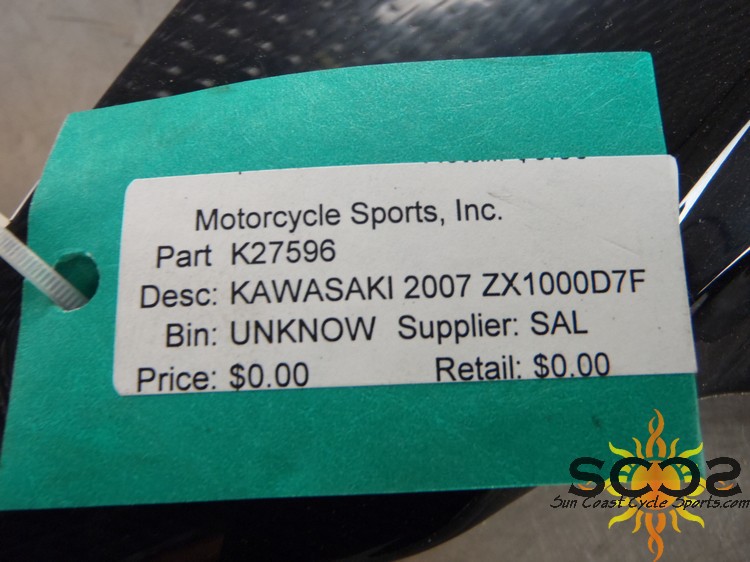 Motorcycle Sports, Inc.
Part K27596
Desc: KAWASAKI 2007 ZX1000D7F
Bin: UNKNOW Supplier: SAL
Price: $0.00 Retail: $0.00
SCCS
Sun Coast Cycle Sports.com